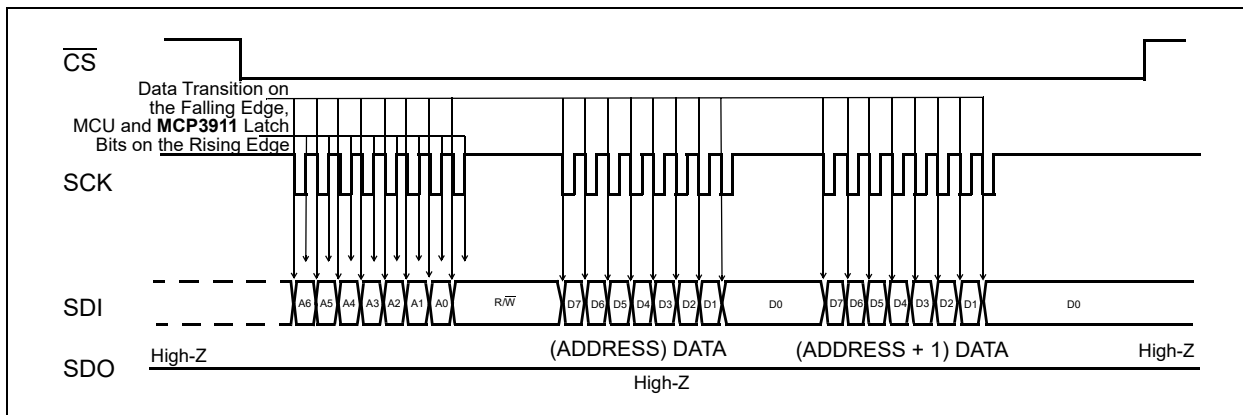 CS
Data Transition on
the Falling Edge,
MCU and MCP3911 Latch
Bits on the Rising Edge
SCK
SDI
A6 A5 A4 A3 A2 A1 A0 R/W D7 D6 D5 D4 D3 D2 D1 D0 D7 D6 D5 D4 D3 D2 D1 D0
(ADDRESS) DATA (ADDRESS + 1) DATA
High-Z High-Z
SDO
High-Z